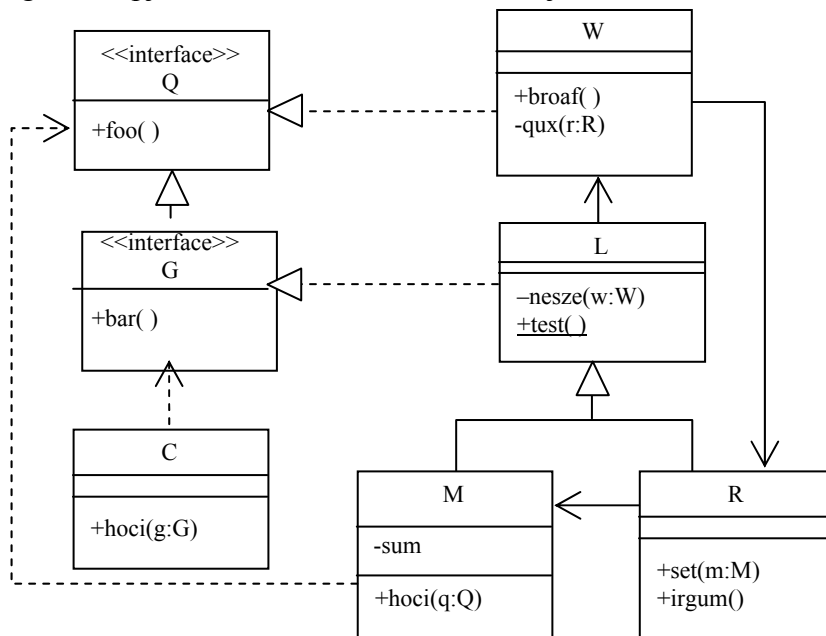 <<interface>>
Q
+foo( )
W
+broaf( )
-qux(r:R)
<<interface>>
G
+bar( )
L
–nesze(w:W)
+test( )
C
+hoci(g:G)
M
-sum
+hoci(q:Q)
R
+set(m:M)
+irgum()